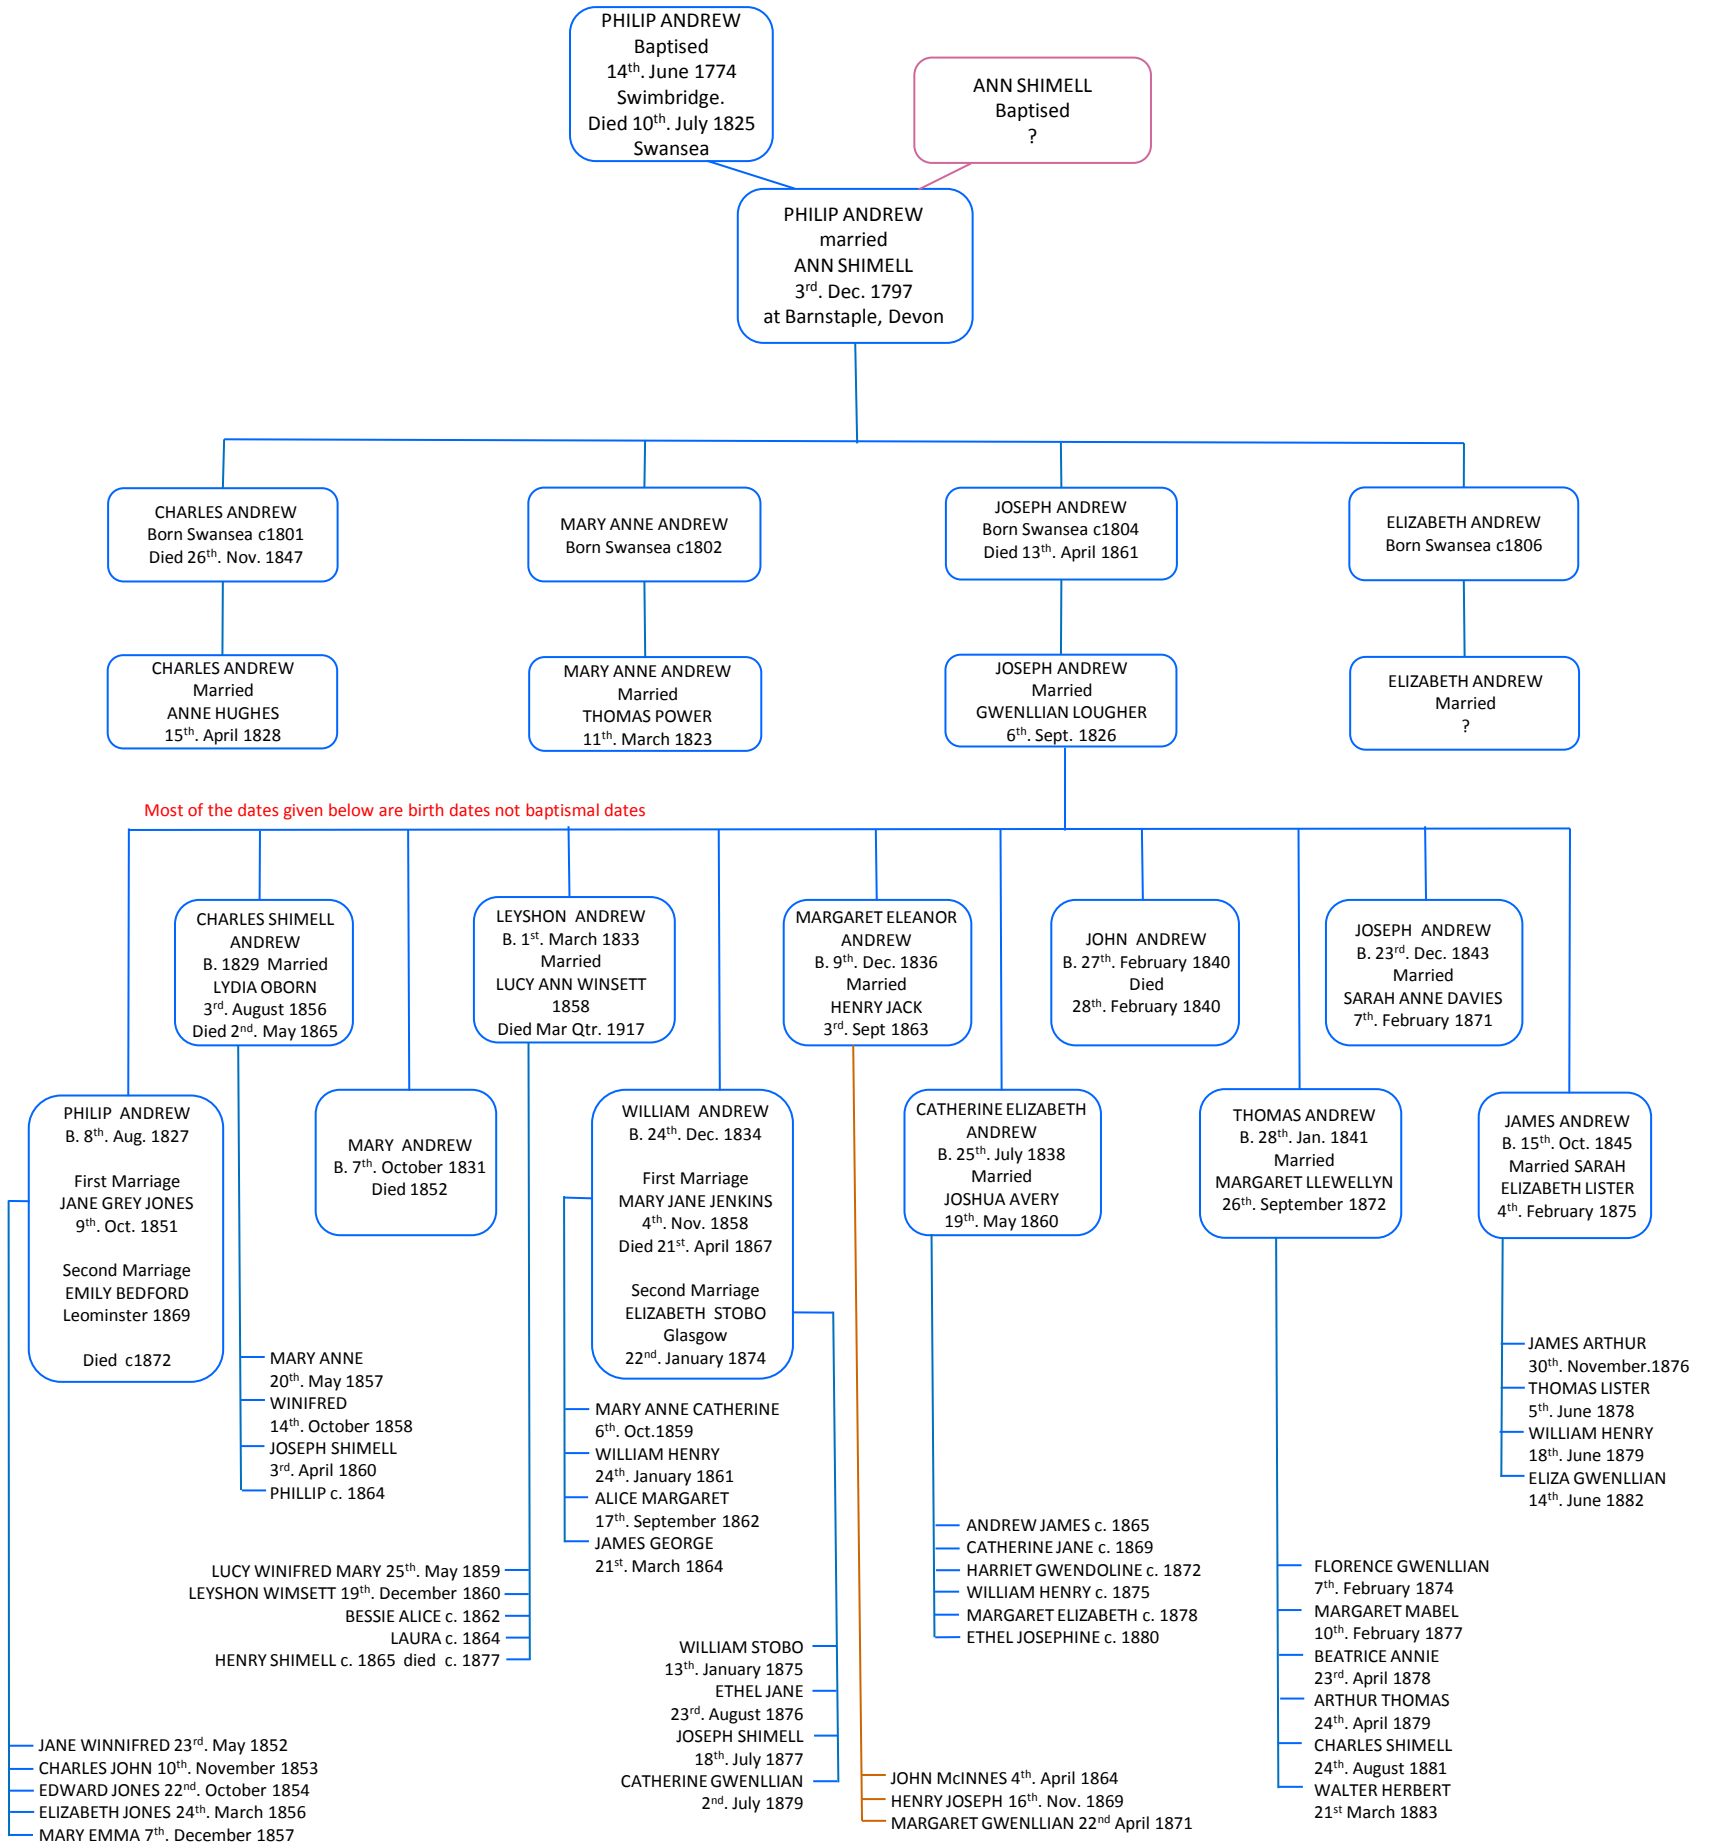 PHILIP ANDREW
Baptised
14th. June 1774
Swimbridge.
Died 10th. July 1825
Swansea
ANN SHIMELL
Baptised
?
PHILIP ANDREW
married
ANN SHIMELL
3rd. Dec. 1797
at Barnstaple, Devon
CHARLES ANDREW
Born Swansea c1801
Died 26th. Nov. 1847
MARY ANNE ANDREW
Born Swansea c1802
JOSEPH ANDREW
Born Swansea c1804
Died 13th. April 1861
ELIZABETH ANDREW
Born Swansea c1806
CHARLES ANDREW
Married
ANNE HUGHES
15th. April 1828
MARY ANNE ANDREW
Married
THOMAS POWER
11th. March 1823
JOSEPH ANDREW
Married
GWENLLIAN LOUGHER
6th. Sept. 1826
ELIZABETH ANDREW
Married
?
Most of the dates given below are birth dates not baptismal dates
CHARLES SHIMELL
ANDREW
B. 1829 Married
LYDIA OBORN
3rd. August 1856
Died 2nd. May 1865
LEYSHON ANDREW
B. 1st. March 1833
Married
LUCY ANN WINSETT
1858
Died Mar Qtr. 1917
MARGARET ELEANOR
ANDREW
B. 9th. Dec. 1836
Married
HENRY JACK
3rd. Sept 1863
JOHN ANDREW
B. 27th. February 1840
Died
28th. February 1840
JOSEPH ANDREW
B. 23rd. Dec. 1843
Married
SARAH ANNE DAVIES
7th. February 1871
PHILIP ANDREW
B. 8th. Aug. 1827
First Marriage
JANE GREY JONES
9th. Oct. 1851
Second Marriage
EMILY BEDFORD
Leominster 1869
Died c1872
MARY ANDREW
B. 7th. October 1831
Died 1852
WILLIAM ANDREW
B. 24th. Dec. 1834
First Marriage
MARY JANE JENKINS
4th. Nov. 1858
Died 21st. April 1867
Second Marriage
ELIZABETH STOBO
Glasgow
22nd. January 1874
CATHERINE ELIZABETH
ANDREW
B. 25th. July 1838
Married
JOSHUA AVERY
19th. May 1860
THOMAS ANDREW
B. 28th. Jan. 1841
Married
MARGARET LLEWELLYN
26th. September 1872
JAMES ANDREW
B. 15th. Oct. 1845
Married SARAH
ELIZABETH LISTER
4th. February 1875
MARY ANNE
20th. May 1857
WINIFRED
14th. October 1858
JOSEPH SHIMELL
3rd. April 1860
PHILLIP c. 1864
JAMES ARTHUR
30th. November.1876
THOMAS LISTER
5th. June 1878
WILLIAM HENRY
18th. June 1879
ELIZA GWENLLIAN
14th. June 1882
MARY ANNE CATHERINE
6th. Oct.1859
WILLIAM HENRY
24th. January 1861
ALICE MARGARET
17th. September 1862
JAMES GEORGE
21st. March 1864
LUCY WINIFRED MARY 25th. May 1859
LEYSHON WIMSETT 19th. December 1860
BESSIE ALICE c. 1862
LAURA c. 1864
HENRY SHIMELL c. 1865 died c. 1877
ANDREW JAMES c. 1865
CATHERINE JANE c. 1869
HARRIET GWENDOLINE c. 1872
WILLIAM HENRY c. 1875
MARGARET ELIZABETH c. 1878
ETHEL JOSEPHINE c. 1880
FLORENCE GWENLLIAN
7th. February 1874
MARGARET MABEL
10th. February 1877
BEATRICE ANNIE
23rd. April 1878
ARTHUR THOMAS
24th. April 1879
CHARLES SHIMELL
24th. August 1881
WALTER HERBERT
21st March 1883
WILLIAM STOBO
13th. January 1875
ETHEL JANE
23rd. August 1876
JOSEPH SHIMELL
18th. July 1877
CATHERINE GWENLLIAN
2nd. July 1879
JANE WINNIFRED 23rd. May 1852
CHARLES JOHN 10th. November 1853
EDWARD JONES 22nd. October 1854
ELIZABETH JONES 24th. March 1856
MARY EMMA 7th. December 1857
JOHN McINNES 4th. April 1864
HENRY JOSEPH 16th. Nov. 1869
MARGARET GWENLLIAN 22nd April 1871